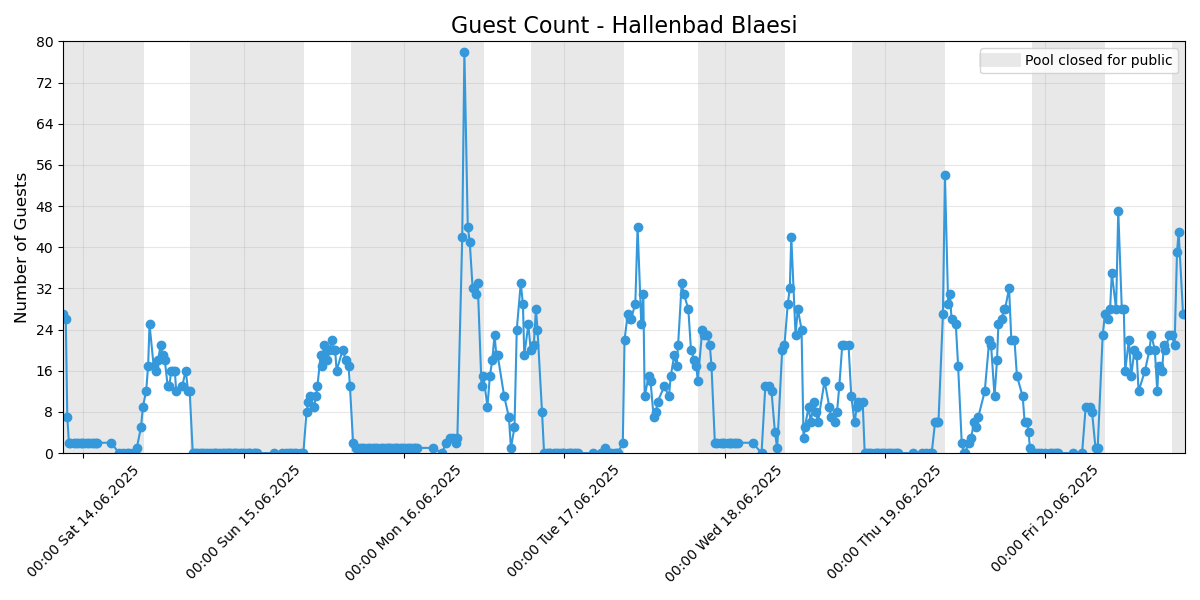 Guest Count - Hallenbad Blaesi
Pool closed for public
Number of Guests
80
72
64
56
48
40
32
24
16
8
0
00:00 Sat 14.06.2025
00:00 Sun 15.06.2025
00:00 Mon 16.06.2025
00:00 Tue 17.06.2025
00:00 Wed 18.06.2025
00:00 Thu 19.06.2025
00:00 Fri 20.06.2025